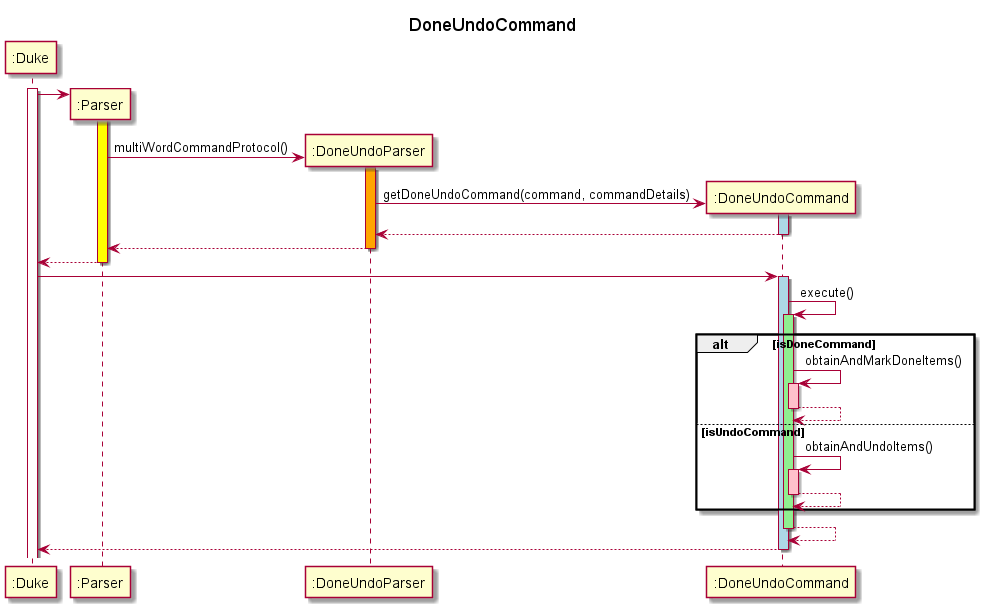 DoneUndoCommand
:Duke
:Parser
multiWordCommandProtocol()
:DoneUndoParser
getDoneUndoCommand(command, commandDetails)
:DoneUndoCommand
execute()
alt
[isDoneCommand]
obtainAndMarkDoneItems()
[isUndoCommand]
obtainAndUndoItems()
:Duke
:Parser
:DoneUndoParser
:DoneUndoCommand